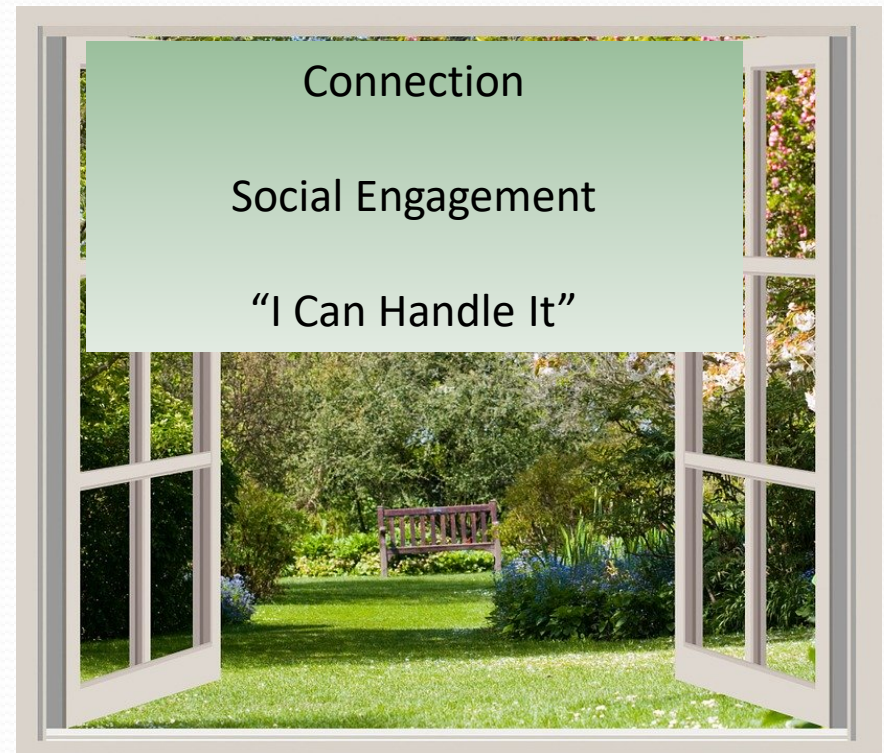 Connection
Social Engagement
“I Can Handle It”